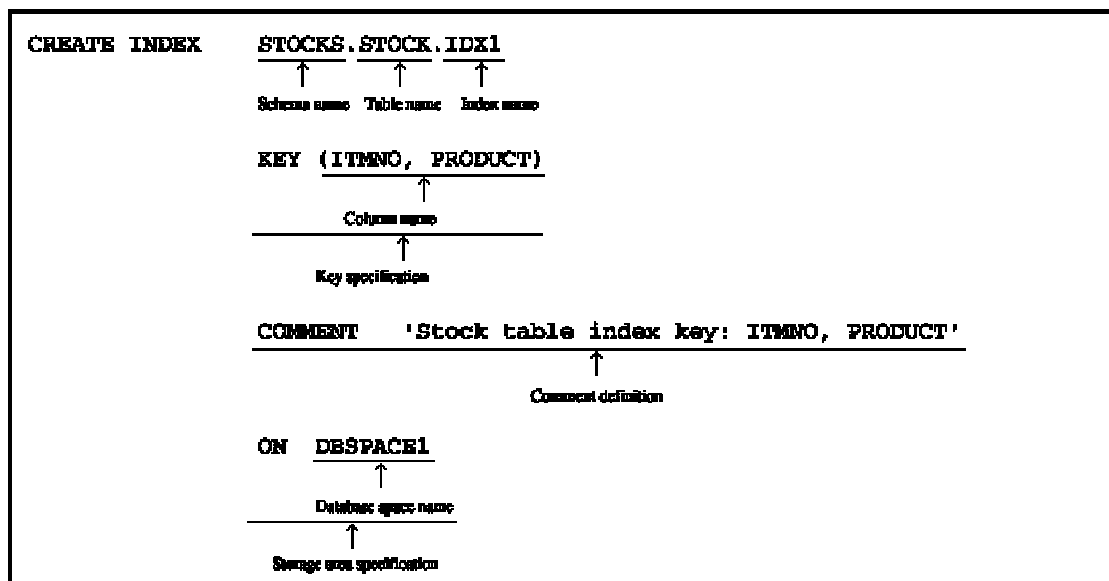 CREATE INDEX STOCKS.STOCK.IDX1
Schema name Table name Index name
KEY (ITMNO, PRODUCT)
Column name
Key specification
COMMENT 'Stock table index key: ITMNO, PRODUCT'
Comment definition
ON DBSPACE1
Database space name
Storage area specification